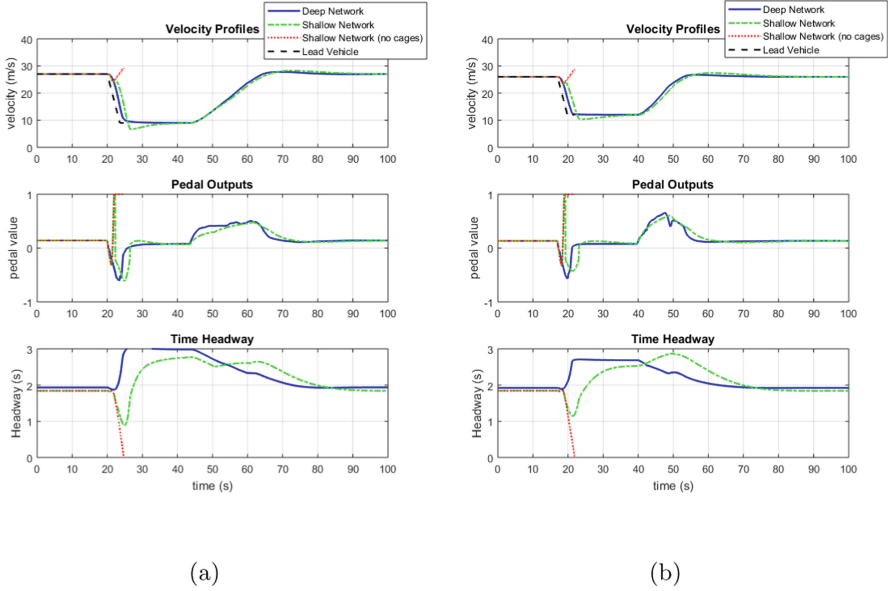 Deep Network
Shallow Network
Shallow Network (no cages)
Lead Vehicle
Velocity Profiles
velocity (m/s)
40
30
20
10
0
0 10 20 30 40 50 60 70 80 90 100
Pedal Outputs
pedal value
1
0
-1
0 10 20 30 40 50 60 70 80 90 100
Time Headway
Headway (s)
3
2
1
0
0 10 20 30 40 50 60 70 80 90 100
time (s)
(a)
Deep Network
Shallow Network
Shallow Network (no cages)
Lead Vehicle
Velocity Profiles
velocity (m/s)
40
30
20
10
0
0 10 20 30 40 50 60 70 80 90 100
Pedal Outputs
pedal value
1
0
-1
0 10 20 30 40 50 60 70 80 90 100
Time Headway
Headway (s)
3
2
1
0
0 10 20 30 40 50 60 70 80 90 100
time (s)
(b)